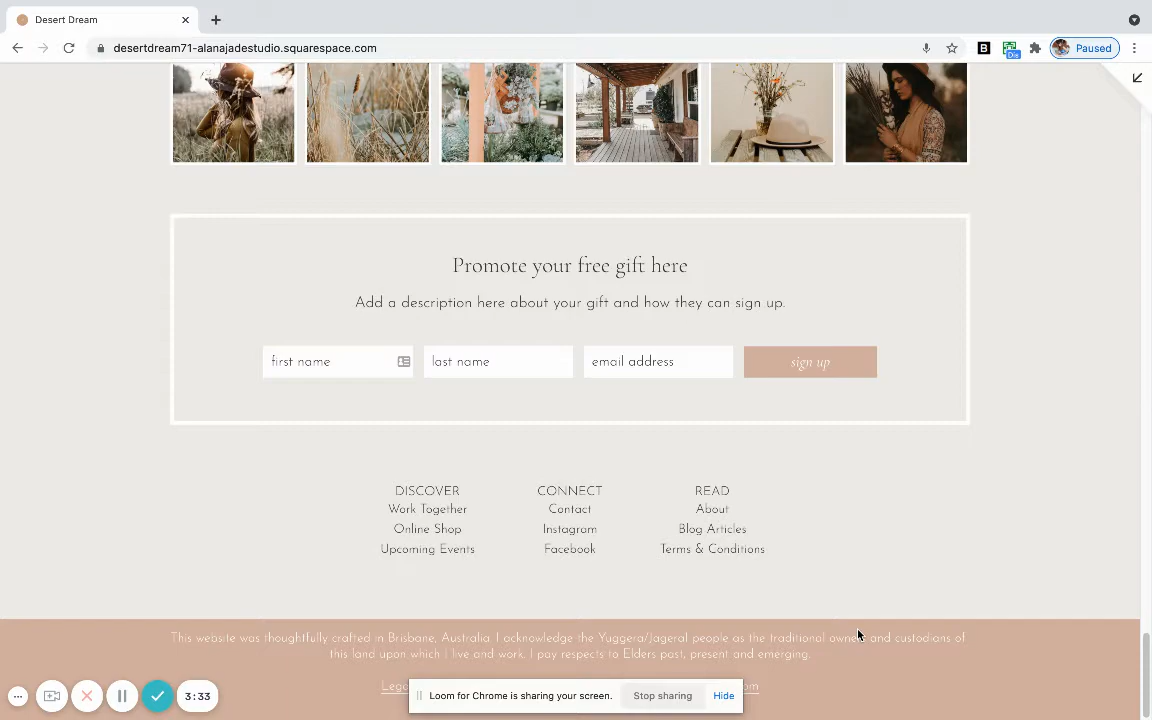 Desert Dream
desertdream71-alanajadestudio.squarespace.com
B
Dis
Paused
Promote your free gift here
Add a description here about your gift and how they can sign up.
first name
last name
email address
sign up
DISCOVER
Work Together
Online Shop
Upcoming Events
CONNECT
Contact
Instagram
Facebook
READ
About
Blog Articles
Terms & Conditions
This website was thoughtfully crafted in Brisbane, Australia. I acknowledge the Yuggera/Jageral people as the traditional owners and custodians of
this land upon which I live and work. I pay respects to Elders past, present and emerging.
3:33
Loom for Chrome is sharing your screen.
Stop sharing
Hide